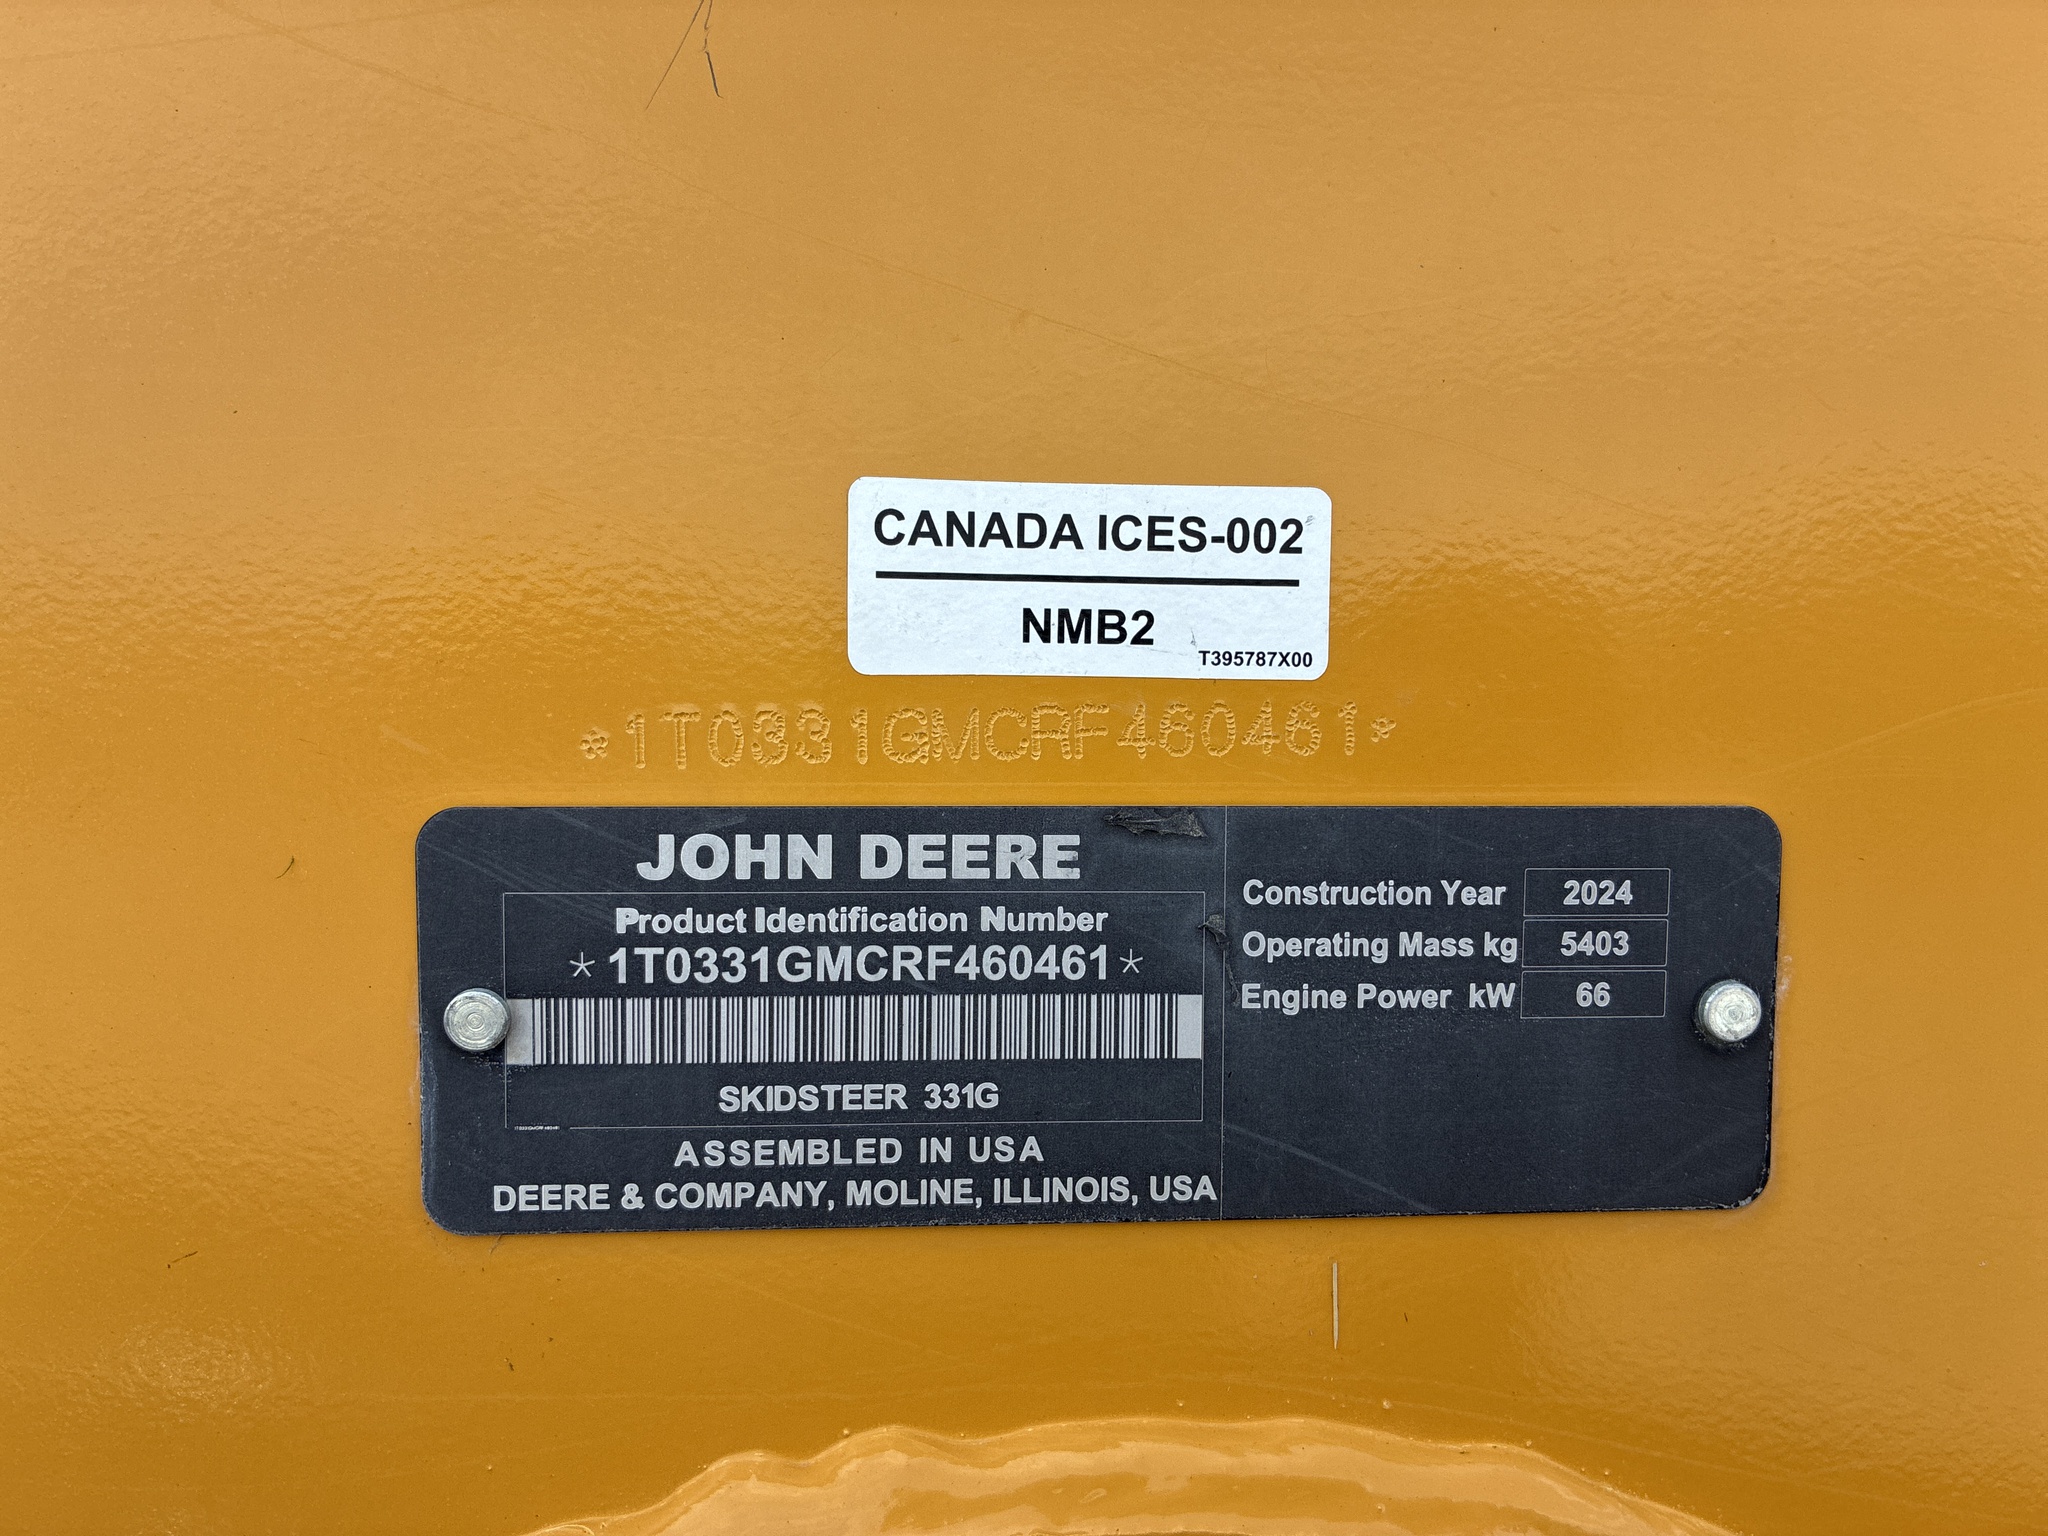 CANADA ICES-002
NMB2
T395787X00
*1T0331GMCRF460461*
JOHN DEERE
Product Identification Number
*1T0331GMCRF460461*
SKIDSTEER 331G
1T0331GMCRF460461
ASSEMBLED IN USA
DEERE & COMPANY, MOLINE, ILLINOIS, USA
Construction Year 2024
Operating Mass kg 5403
Engine Power kW 66